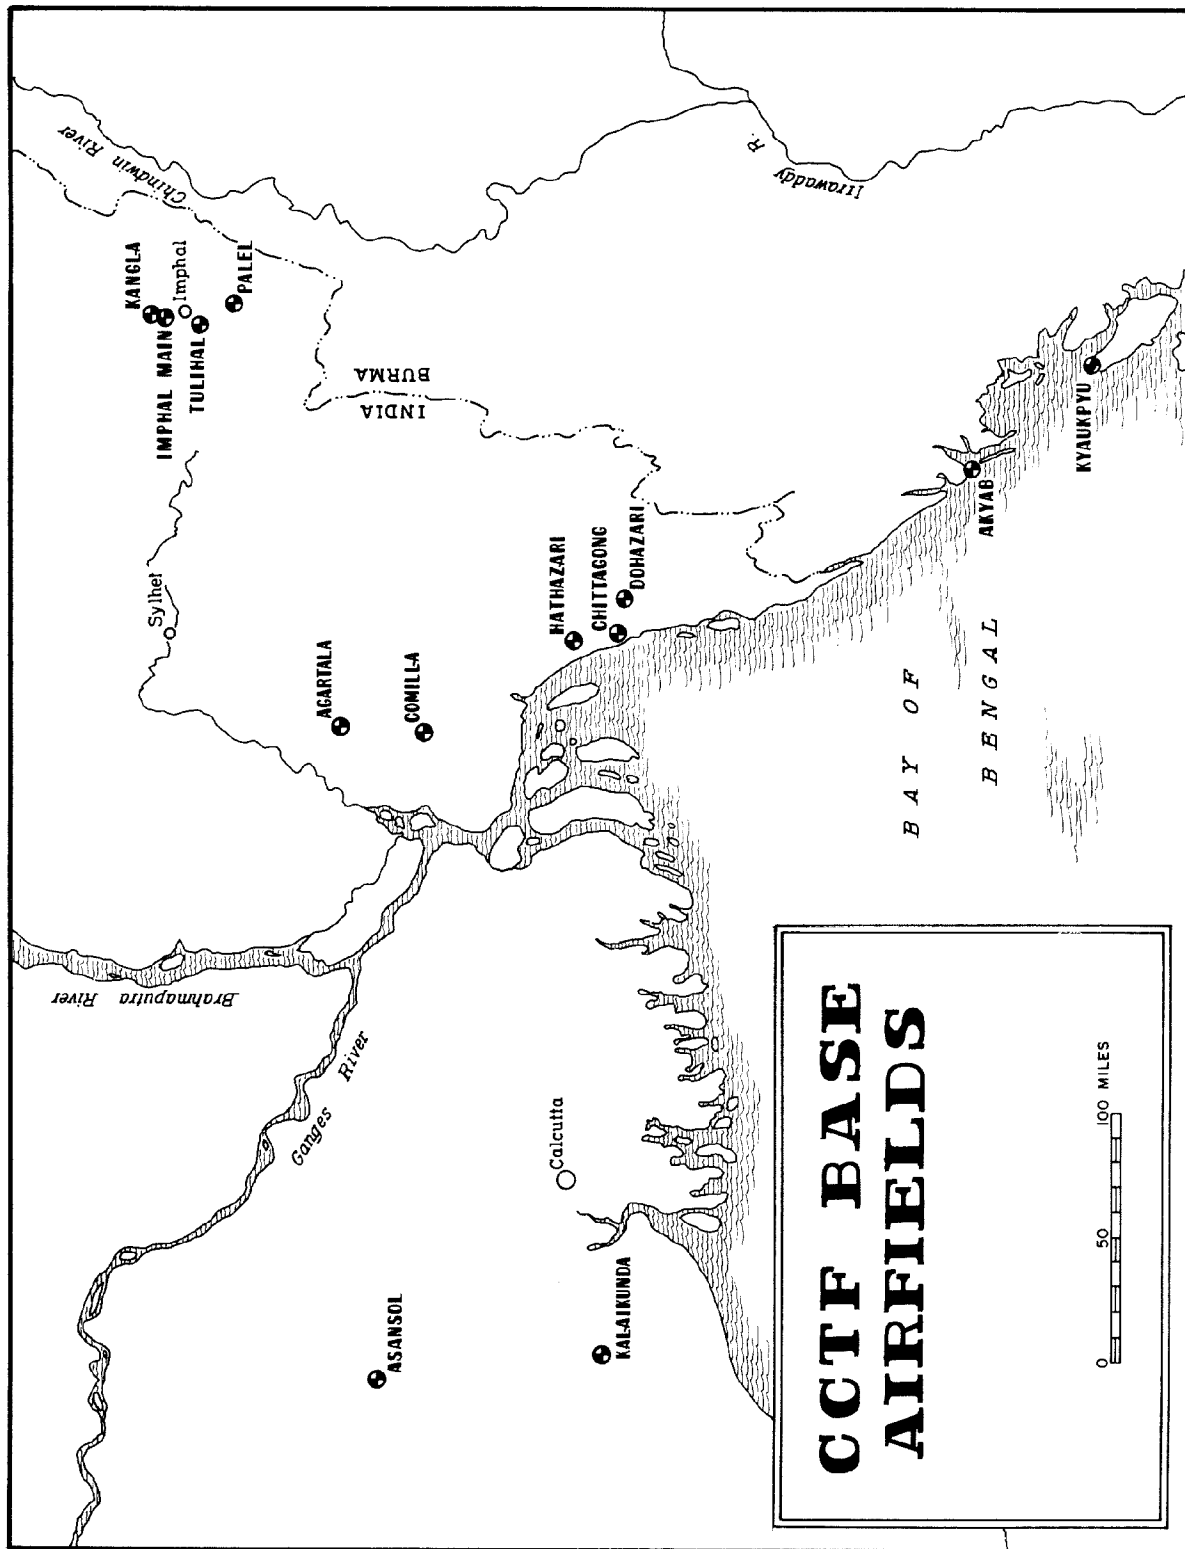 Chindwin River
KANGLA
IMPHAL MAIN
Imphal
TULIHAL
PALEL
Irrawaddy R.
BURMA
INDIA
Sylhet
AGARTALA
COMILLA
HATHAZARI
CHITTAGONG
DOHAZARI
AKYAB
KYAUKPYU
BAY OF
BENGAL
Brahmaputra River
Ganges River
Calcutta
ASANSOL
KALAIKUNDA
CCTF BASE
AIRFIELDS
0 50 100 MILES